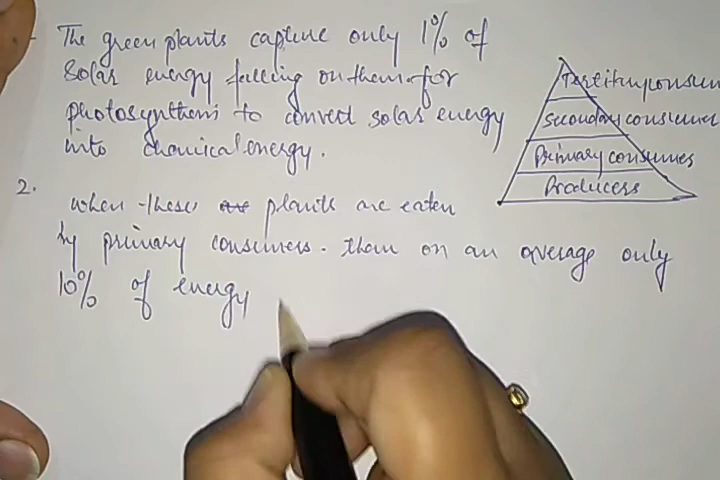 The green plants capture only 1% of
solar energy falling on them for
photosynthesis to convert solar energy
into chemical energy.
2.
when these are plants are eaten
by primary consumers. then on an average only
10% of energy
Secondary consumer
Primary consumes
Producers